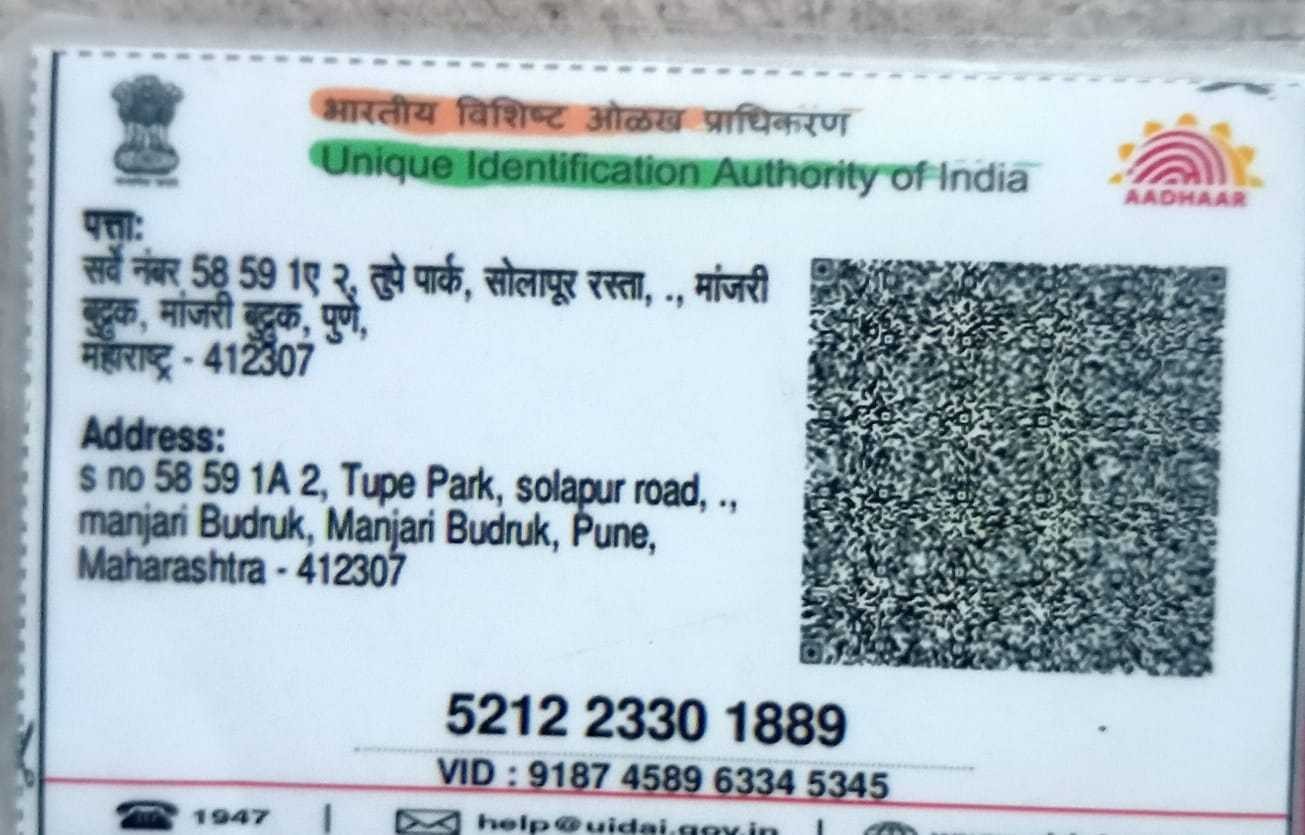 भारतीय विशिष्ट ओळख प्राधिकरण
Unique Identification Authority of India
AADHAAR
पत्ता:
सर्वे नंबर 58 59 1ए २, तुपे पार्क, सोलापूर रस्ता, ., मांजरी
बुद्रुक, मांजरी बुद्रुक, पुणे,
महाराष्ट्र - 412307
Address:
s no 58 59 1A 2, Tupe Park, solapur road, .,
manjari Budruk, Manjari Budruk, Pune,
Maharashtra - 412307
5212 2330 1889
VID : 9187 4589 6334 5345
1947 | help@uidai.gov.in |